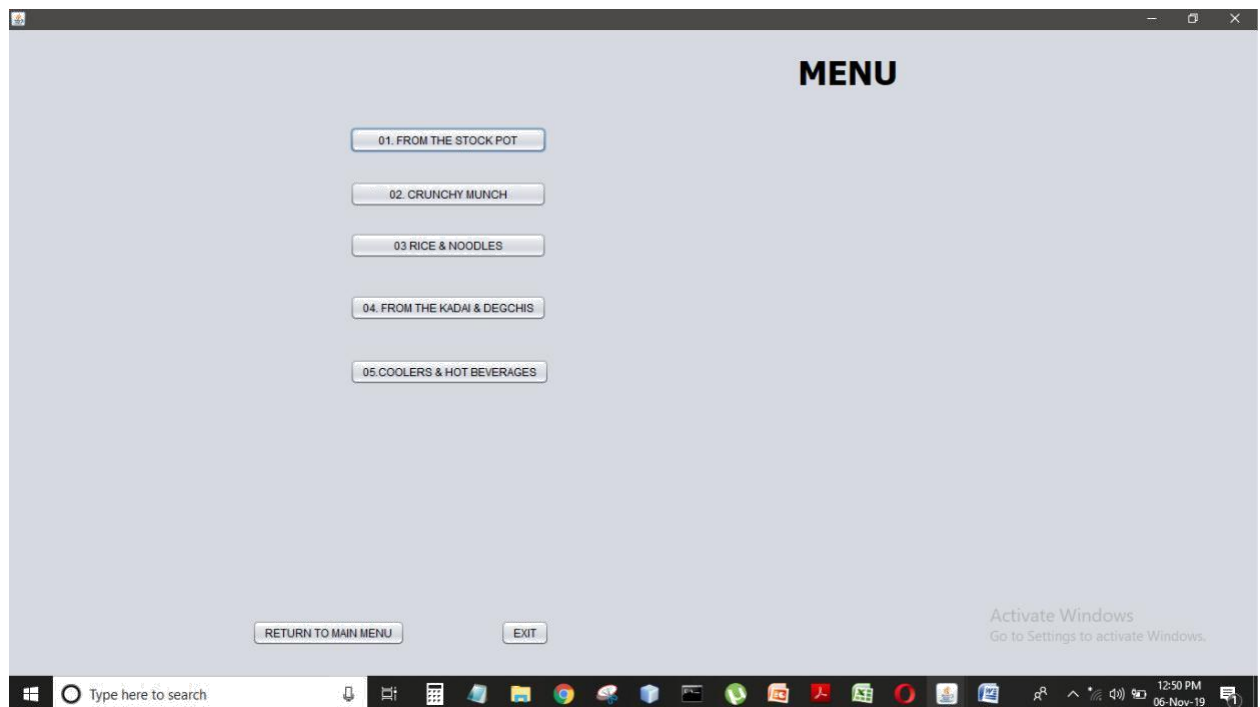 MENU
01. FROM THE STOCK POT
02. CRUNCHY MUNCH
03 RICE & NOODLES
04. FROM THE KADAI & DEGCHIS
05.COOLERS & HOT BEVERAGES
RETURN TO MAIN MENU
EXIT
Activate Windows
Go to Settings to activate Windows.
Type here to search
12:50 PM
06-Nov-19